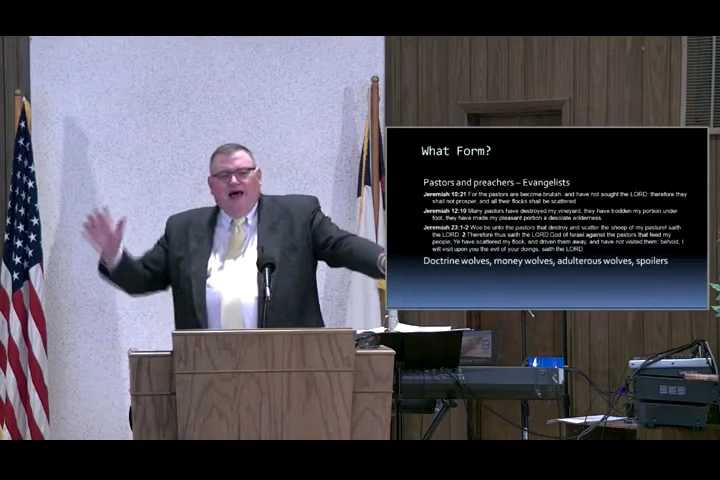 What Form?
Pastors and preachers – Evangelists
Jeremiah 10:21 For the pastors are become brutish, and have not sought the LORD: therefore they
shall not prosper, and all their flocks shall be scattered.
Jeremiah 12:10 Many pastors have destroyed my vineyard, they have trodden my portion under
foot, they have made my pleasant portion a desolate wilderness.
Jeremiah 23:1-2 Woe be unto the pastors that destroy and scatter the sheep of my pasture! saith
the LORD. 2 Therefore thus saith the LORD God of Israel against the pastors that feed my
people; Ye have scattered my flock, and driven them away, and have not visited them: behold, I
will visit upon you the evil of your doings, saith the LORD.
Doctrine wolves, money wolves, adulterous wolves, spoilers